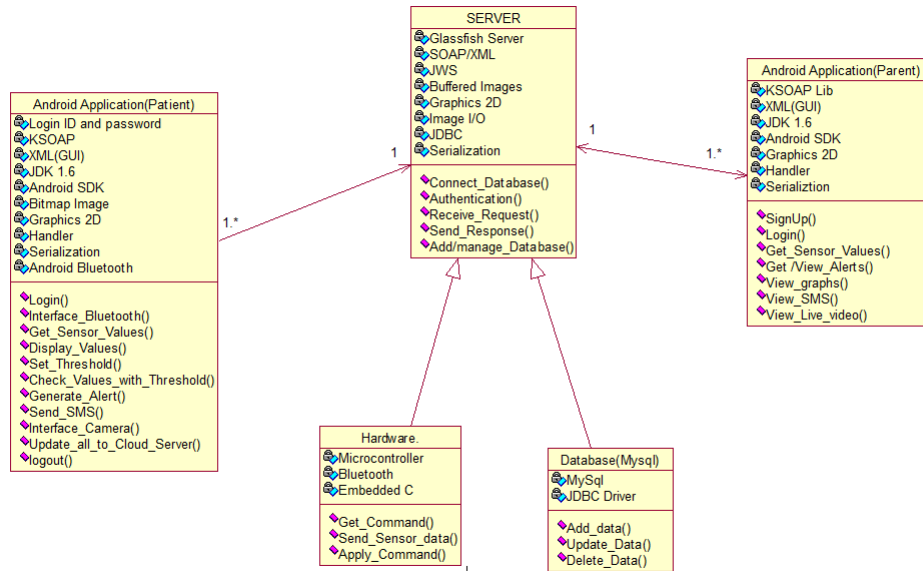 SERVER
Glassfish Server
SOAP/XML
JWS
Buffered Images
Graphics 2D
Image I/O
JDBC
Serialization
Connect_Database()
Authentication()
Receive_Request()
Send_Response()
Add/manage_Database()
Android Application(Patient)
Login ID and password
KSOAP
XML(GUI)
JDK 1.6
Android SDK
Bitmap Image
Graphics 2D
Handler
Serialization
Android Bluetooth
Login()
Interface_Bluetooth()
Get_Sensor_Values()
Display_Values()
Set_Threshold()
Check_Values_with_Threshold()
Generate_Alert()
Send_SMS()
Interface_Camera()
Update_all_to_Cloud_Server()
logout()
1
1.*
1
1.*
Android Application(Parent)
KSOAP Lib
XML(GUI)
JDK 1.6
Android SDK
Graphics 2D
Handler
Serializtion
SignUp()
Login()
Get_Sensor_Values()
Get /View_Alerts()
View_graphs()
View_SMS()
View_Live_video()
Hardware.
Microcontroller
Bluetooth
Embedded C
Get_Command()
Send_Sensor_data()
Apply_Command()
Database(Mysql)
MySql
JDBC Driver
Add_data()
Update_Data()
Delete_Data()